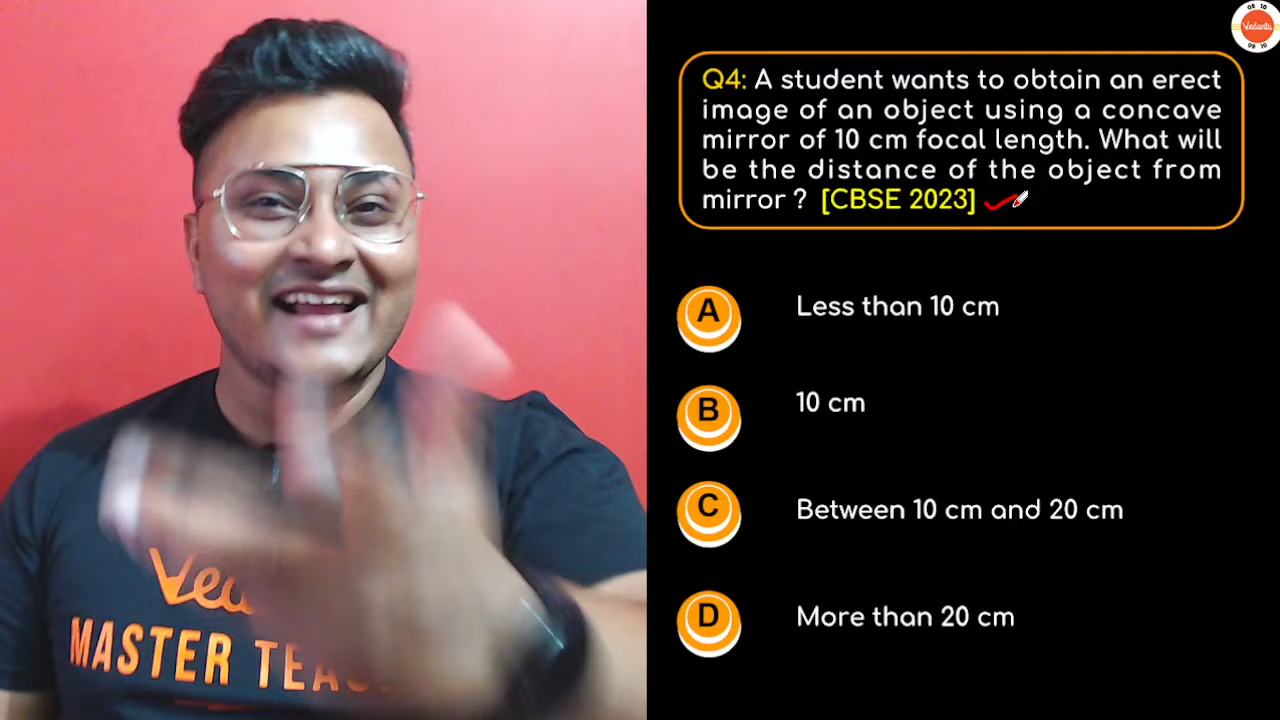 Vedantu
Q4: A student wants to obtain an erect
image of an object using a concave
mirror of 10 cm focal length. What will
be the distance of the object from
mirror ? [CBSE 2023]
A Less than 10 cm
B 10 cm
C Between 10 cm and 20 cm
D More than 20 cm
MASTER